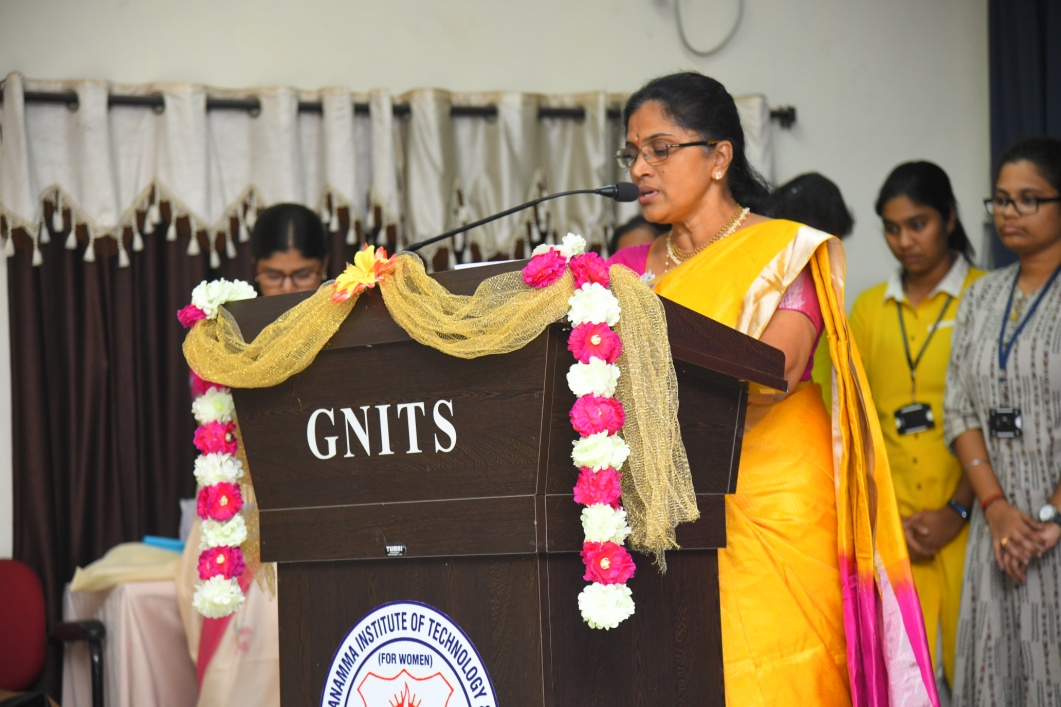 GNITS
ANAMMA INSTITUTE OF TECHNOLOGY &
(FOR WOMEN)